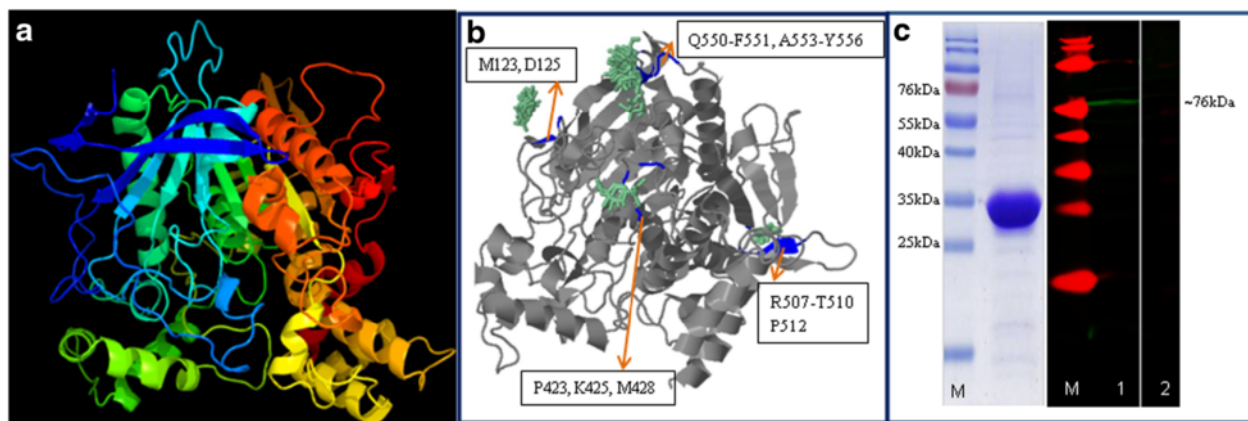 a
b
Q550-F551, A553-Y556
M123, D125
R507-T510
P512
P423, K425, M428
c
76kDa
55kDa
40kDa
35kDa
25kDa
M
M
1
2
~76kDa